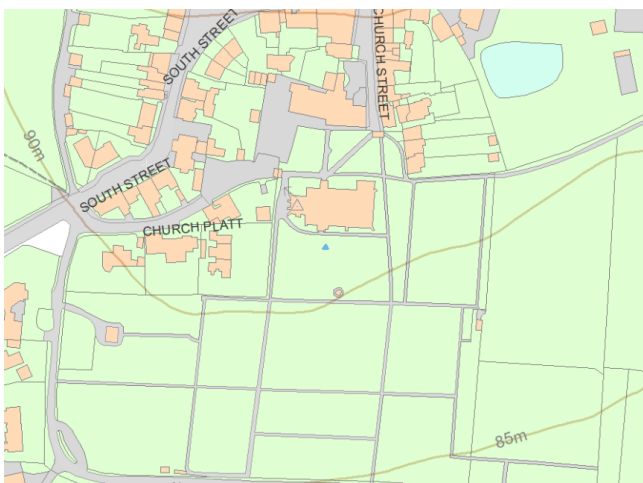 SOUTH STREET
CHURCH STREET
90m
SOUTH STREET
CHURCH PLATT
85m